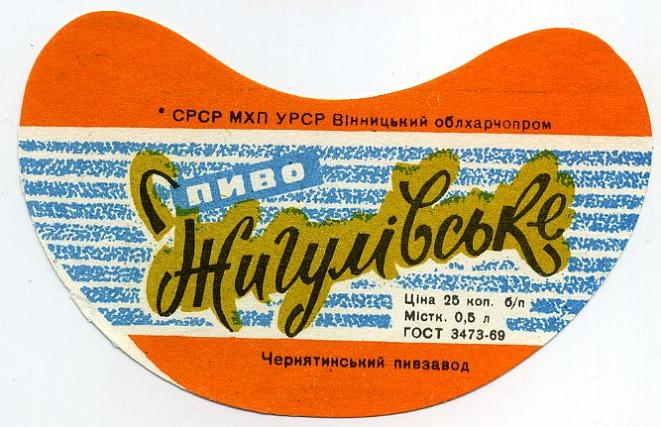 * СРСР МХП УРСР Вінницький облхарчопром
пиво
Жигулівське
Ціна 25 коп. б/п
Містк. 0,5 л
ГОСТ 3473-69
Чернятинський пивзавод